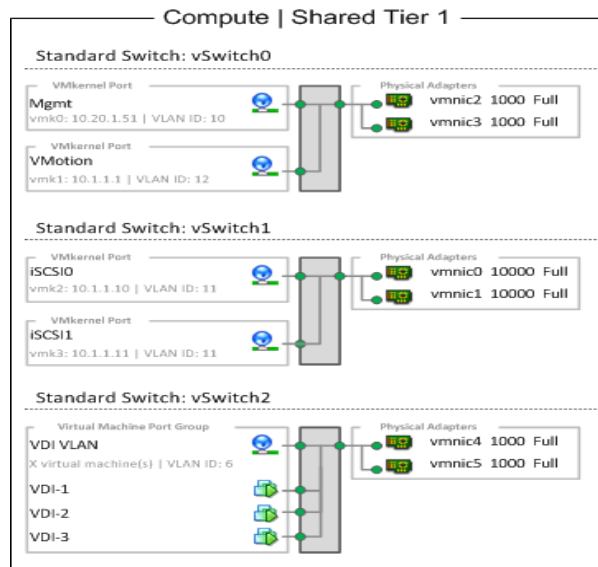 Compute | Shared Tier 1
Standard Switch: vSwitch0
VMkernel Port
Mgmt
vmk0: 10.20.1.51 | VLAN ID: 10
VMkernel Port
VMotion
vmk1: 10.1.1.1 | VLAN ID: 12
Physical Adapters
vmnic2 1000 Full
vmnic3 1000 Full
Standard Switch: vSwitch1
VMkernel Port
iSCSI0
vmk2: 10.1.1.10 | VLAN ID: 11
VMkernel Port
iSCSI1
vmk3: 10.1.1.11 | VLAN ID: 11
Physical Adapters
vmnic0 10000 Full
vmnic1 10000 Full
Standard Switch: vSwitch2
Virtual Machine Port Group
VDI VLAN
X virtual machine(s) | VLAN ID: 6
VDI-1
VDI-2
VDI-3
Physical Adapters
vmnic4 1000 Full
vmnic5 1000 Full